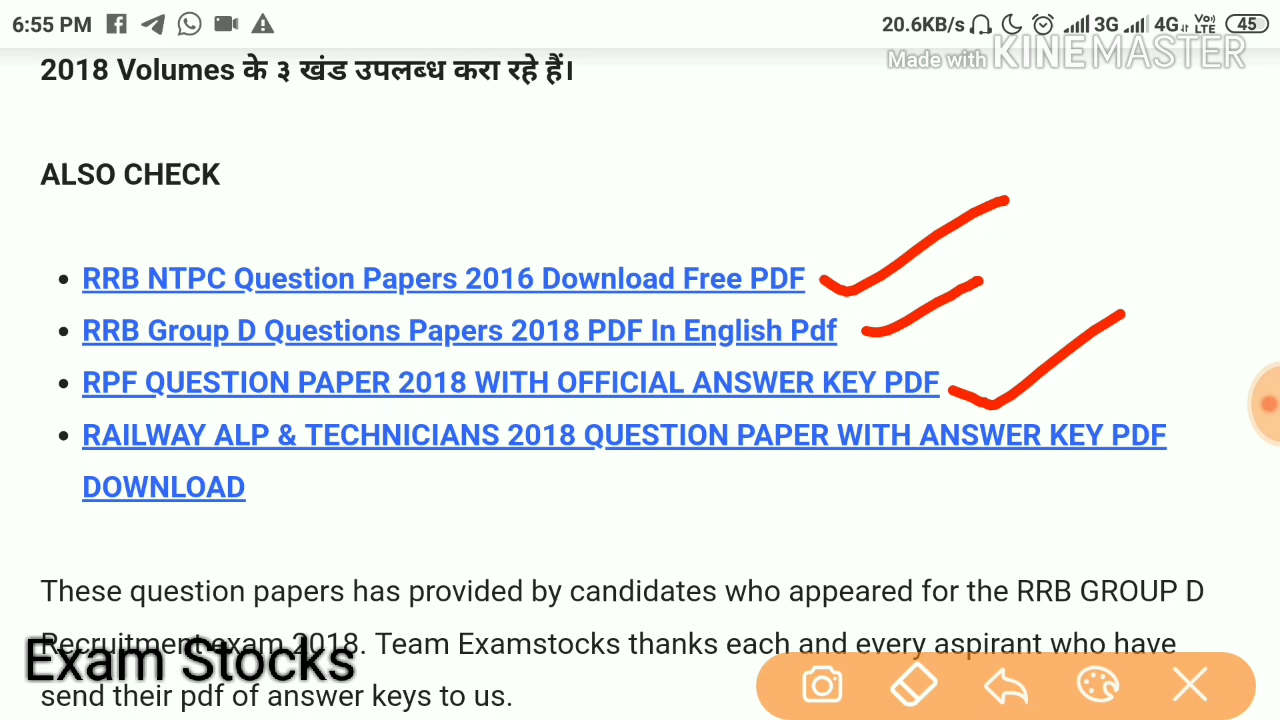 6:55 PM 20.6KB/s 3G 4G Vo) LTE 45
Made with KINEMASTER
2018 Volumes के ३ खंड उपलब्ध करा रहे हैं।
ALSO CHECK
RRB NTPC Question Papers 2016 Download Free PDF
RRB Group D Questions Papers 2018 PDF In English Pdf
RPF QUESTION PAPER 2018 WITH OFFICIAL ANSWER KEY PDF
RAILWAY ALP & TECHNICIANS 2018 QUESTION PAPER WITH ANSWER KEY PDF
DOWNLOAD
These question papers has provided by candidates who appeared for the RRB GROUP D
Recruitment exam 2018. Team Examstocks thanks each and every aspirant who have
Exam Stocks
send their pdf of answer keys to us.